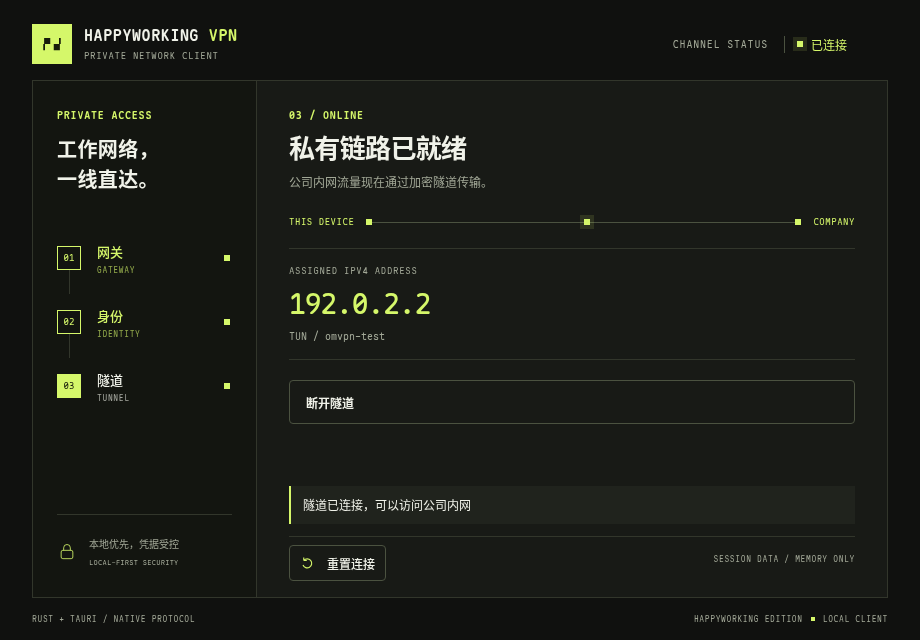 HAPPYWORKING VPN
PRIVATE NETWORK CLIENT
CHANNEL STATUS
已连接
PRIVATE ACCESS
工作网络，
一线直达。
01
网关
GATEWAY
02
身份
IDENTITY
03
隧道
TUNNEL
本地优先，凭据受控
LOCAL-FIRST SECURITY
03 / ONLINE
私有链路已就绪
公司内网流量现在通过加密隧道传输。
THIS DEVICE
COMPANY
ASSIGNED IPV4 ADDRESS
192.0.2.2
TUN / omvpn-test
断开隧道
隧道已连接，可以访问公司内网
重置连接
SESSION DATA / MEMORY ONLY
RUST + TAURI / NATIVE PROTOCOL
HAPPYWORKING EDITION
LOCAL CLIENT